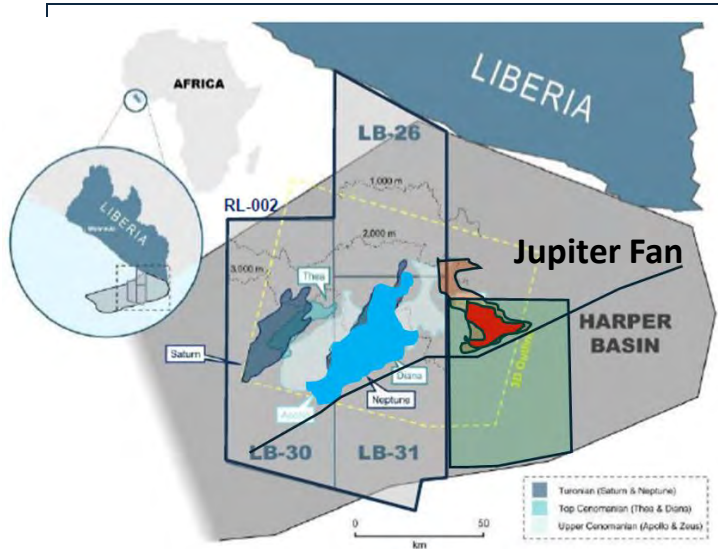 AFRICA
LIBERIA
LB-26
RL-002
1,000 m
LIBERIA
2,000 m
3,000 m
Thea
Jupiter Fan
HARPER
BASIN
Saturn
Diana
Neptune
LB-30
LB-31
Turonian (Saturn & Neptune)
Top Cenomanian (Thea & Diana)
Upper Cenomanian (Apollo & Zeus)
0
50
km